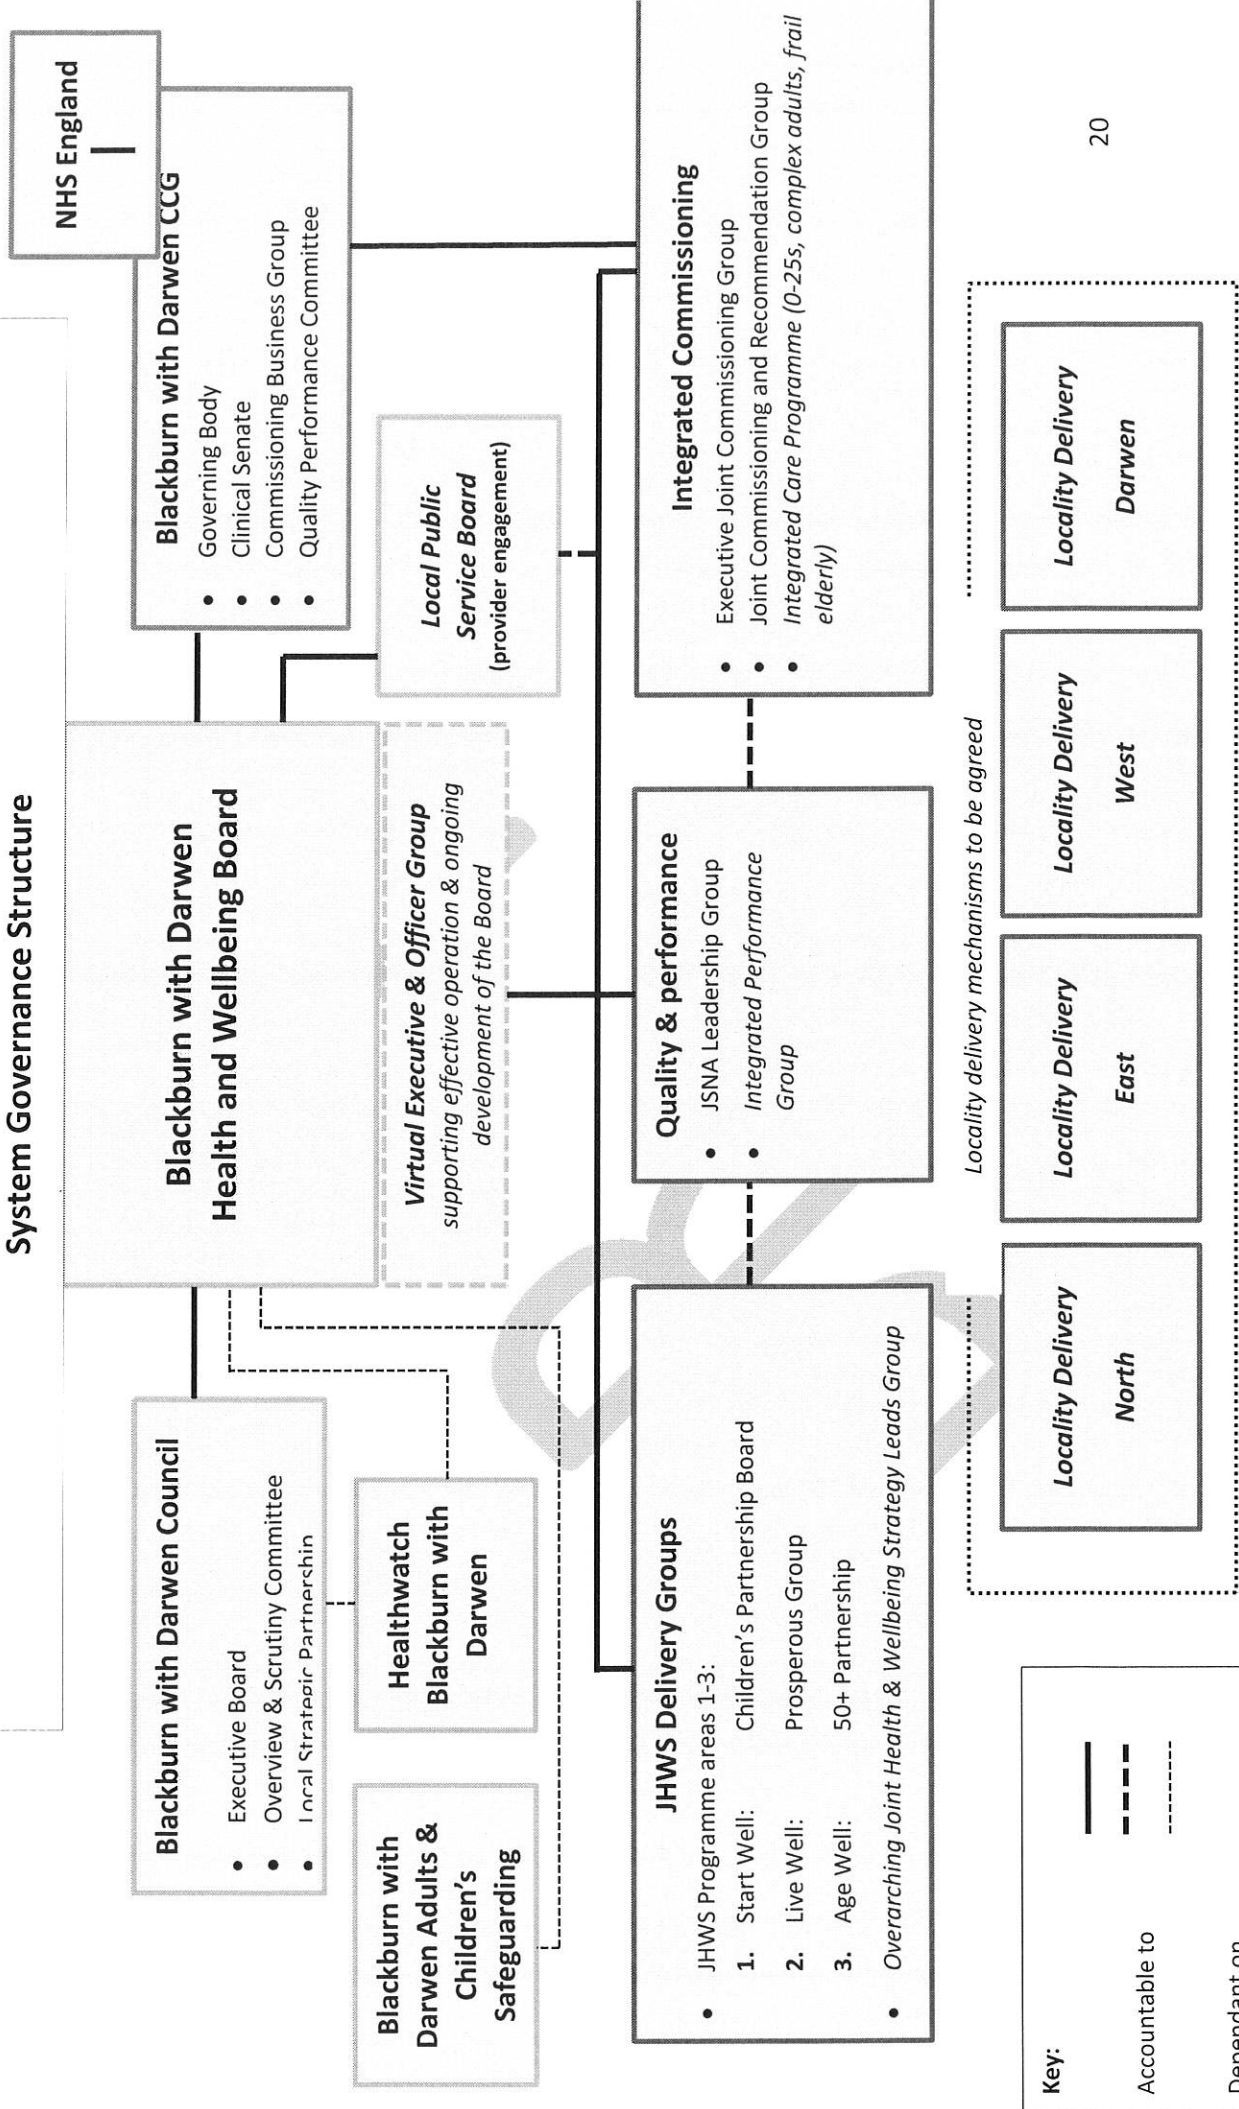 System Governance Structure
NHS England
Blackburn with Darwen Council
• Executive Board
• Overview & Scrutiny Committee
• Local Strategic Partnership
Blackburn with Darwen
Health and Wellbeing Board
Blackburn with Darwen CCG
• Governing Body
• Clinical Senate
• Commissioning Business Group
• Quality Performance Committee
Blackburn with
Darwen Adults &
Children's
Safeguarding
Healthwatch
Blackburn with
Darwen
Virtual Executive & Officer Group
supporting effective operation & ongoing
development of the Board
Local Public
Service Board
(provider engagement)
JHWS Delivery Groups
• JHWS Programme areas 1-3:
1. Start Well: Children's Partnership Board
2. Live Well: Prosperous Group
3. Age Well: 50+ Partnership
• Overarching Joint Health & Wellbeing Strategy Leads Group
Quality & performance
• JSNA Leadership Group
• Integrated Performance
Group
Integrated Commissioning
• Executive Joint Commissioning Group
• Joint Commissioning and Recommendation Group
• Integrated Care Programme (0-25s, complex adults, frail
elderly)
Locality delivery mechanisms to be agreed
Locality Delivery
North
Locality Delivery
East
Locality Delivery
West
Locality Delivery
Darwen
Key:
Accountable to
Dependant on
20